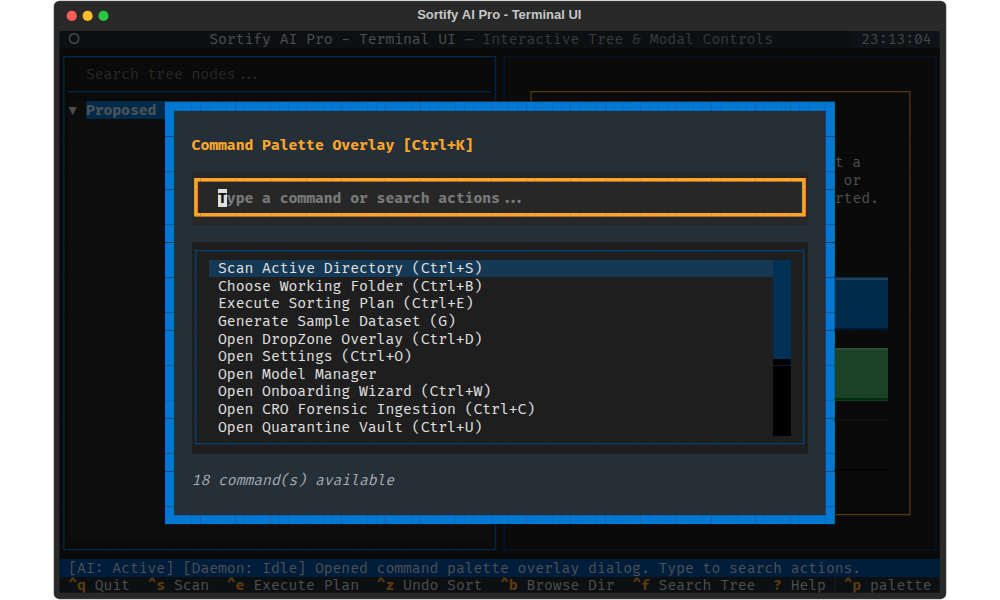 Sortify AI Pro - Terminal UI
Sortify AI Pro - Terminal UI — Interactive Tree & Modal Controls 23:13:04
Search tree nodes...
▼ Proposed
t a
or
rted.
Command Palette Overlay [Ctrl+K]
Type a command or search actions...
Scan Active Directory (Ctrl+S)
Choose Working Folder (Ctrl+B)
Execute Sorting Plan (Ctrl+E)
Generate Sample Dataset (G)
Open DropZone Overlay (Ctrl+D)
Open Settings (Ctrl+O)
Open Model Manager
Open Onboarding Wizard (Ctrl+W)
Open CRO Forensic Ingestion (Ctrl+C)
Open Quarantine Vault (Ctrl+U)
18 command(s) available
[AI: Active] [Daemon: Idle] Opened command palette overlay dialog. Type to search actions.
^q Quit ^s Scan ^e Execute Plan ^z Undo Sort ^b Browse Dir ^f Search Tree ? Help ^p palette